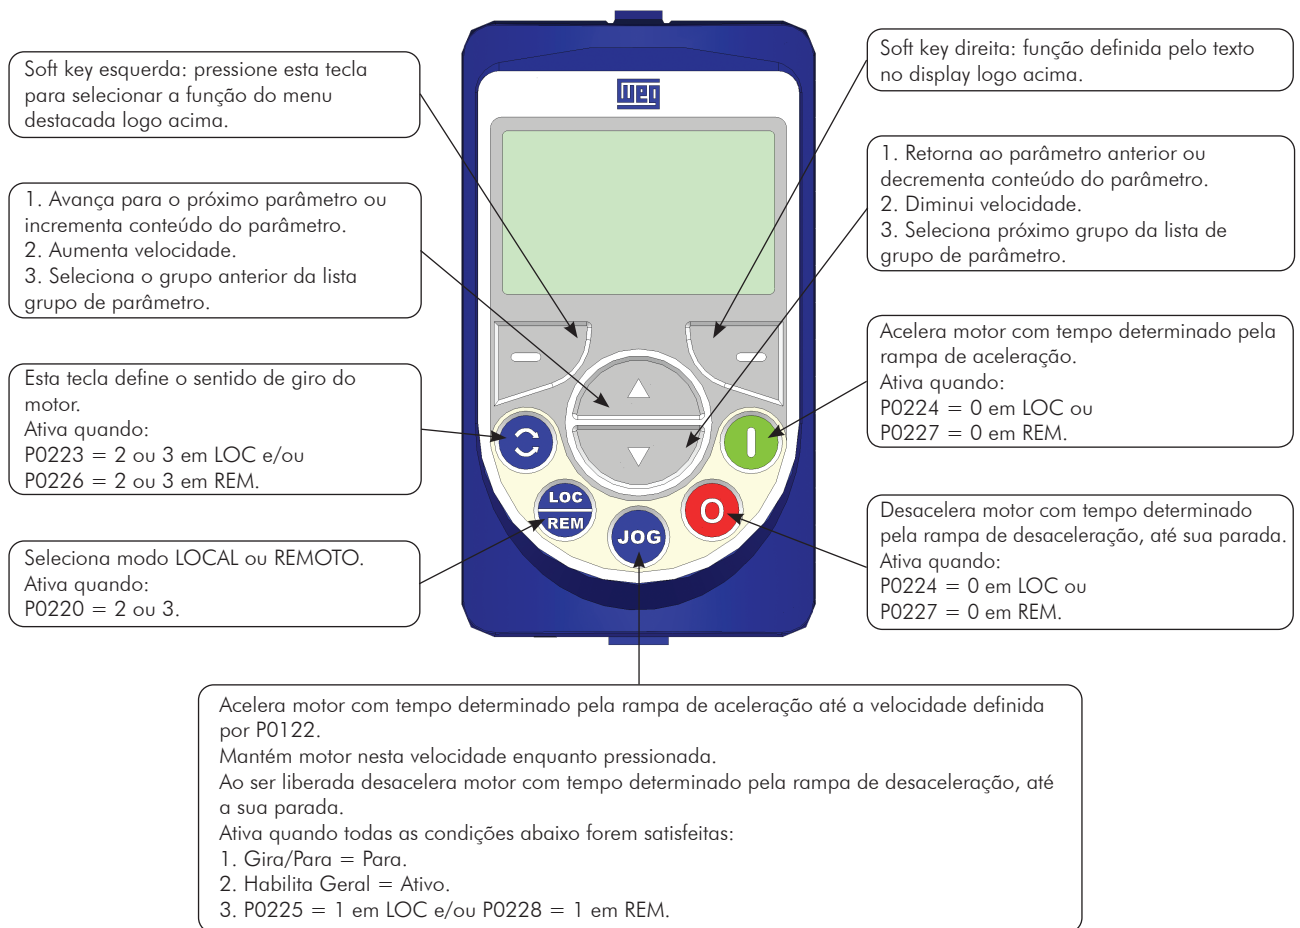 Soft key esquerda: pressione esta tecla
para selecionar a função do menu
destacada logo acima.
1. Avança para o próximo parâmetro ou
incrementa conteúdo do parâmetro.
2. Aumenta velocidade.
3. Seleciona o grupo anterior da lista
grupo de parâmetro.
Esta tecla define o sentido de giro do
motor.
Ativa quando:
P0223 = 2 ou 3 em LOC e/ou
P0226 = 2 ou 3 em REM.
Seleciona modo LOCAL ou REMOTO.
Ativa quando:
P0220 = 2 ou 3.
weg
LOC
REM
JOG
O
I
Soft key direita: função definida pelo texto
no display logo acima.
1. Retorna ao parâmetro anterior ou
decrementa conteúdo do parâmetro.
2. Diminui velocidade.
3. Seleciona próximo grupo da lista de
grupo de parâmetro.
Acelera motor com tempo determinado pela
rampa de aceleração.
Ativa quando:
P0224 = 0 em LOC ou
P0227 = 0 em REM.
Desacelera motor com tempo determinado
pela rampa de desaceleração, até sua parada.
Ativa quando:
P0224 = 0 em LOC ou
P0227 = 0 em REM.
Acelera motor com tempo determinado pela rampa de aceleração até a velocidade definida
por P0122.
Mantém motor nesta velocidade enquanto pressionada.
Ao ser liberada desacelera motor com tempo determinado pela rampa de desaceleração, até
a sua parada.
Ativa quando todas as condições abaixo forem satisfeitas:
1. Gira/Para = Para.
2. Habilita Geral = Ativo.
3. P0225 = 1 em LOC e/ou P0228 = 1 em REM.